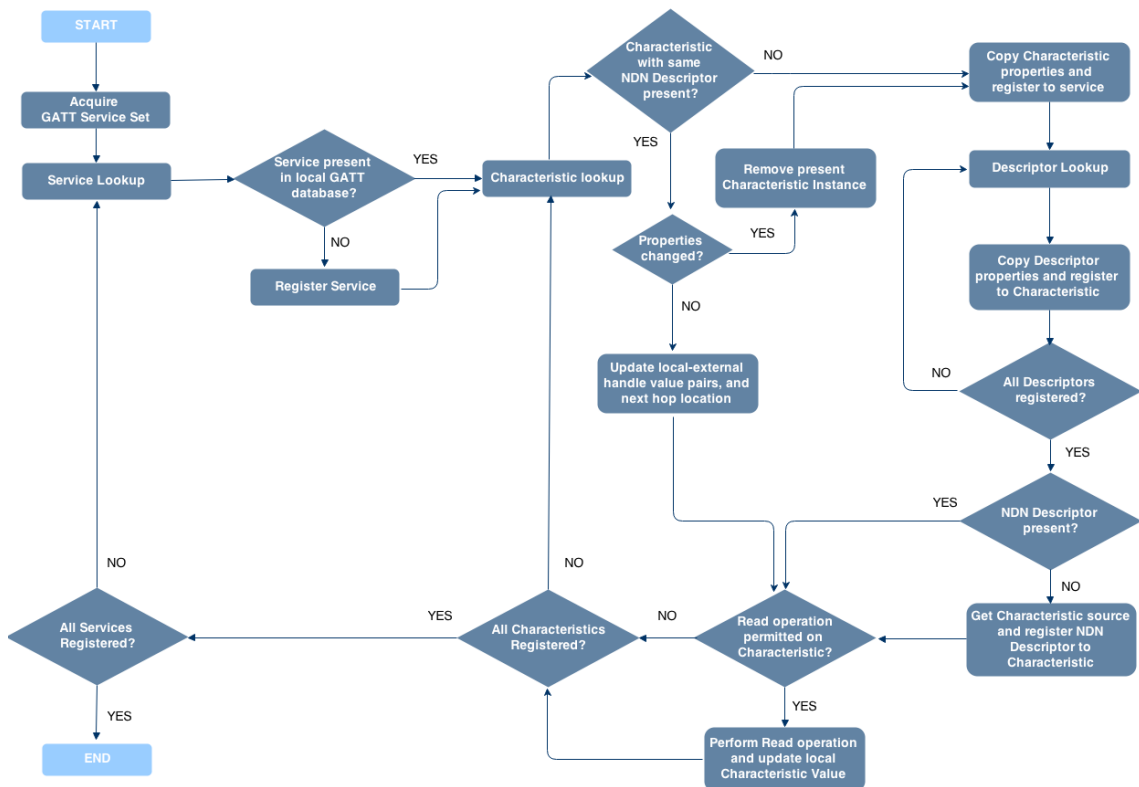 START
Acquire
GATT Service Set
Service Lookup
Service present
in local GATT
database?
YES
NO
Register Service
Characteristic lookup
Characteristic
with same
NDN Descriptor
present?
NO
YES
Properties
changed?
YES
NO
Remove present
Characteristic Instance
Copy Characteristic
properties and
register to service
Descriptor Lookup
Copy Descriptor
properties and register
to Characteristic
All Descriptors
registered?
NO
YES
NDN Descriptor
present?
YES
NO
Get Characteristic source
and register NDN
Descriptor to
Characteristic
Update local-external
handle value pairs, and
next hop location
Read operation
permitted on
Characteristic?
NO
YES
Perform Read operation
and update local
Characteristic Value
All Characteristics
Registered?
NO
YES
All Services
Registered?
NO
YES
END